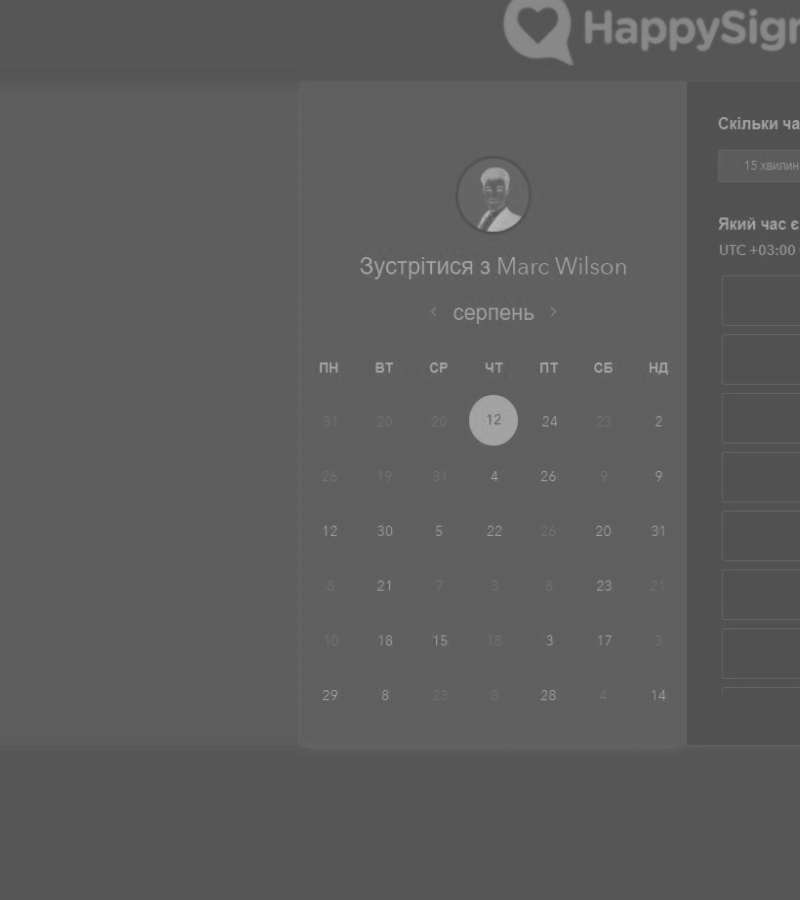 HappySign
Зустрітися з Marc Wilson
серпень
ПН ВТ СР ЧТ ПТ СБ НД
31 20 20 12 24 23 2
26 19 31 4 26 9 9
12 30 5 22 26 20 31
8 21 7 3 8 23 21
10 18 15 18 3 17 3
29 8 23 8 28 4 14
Скільки ча
15 хвилин
Який час є
UTC +03:00